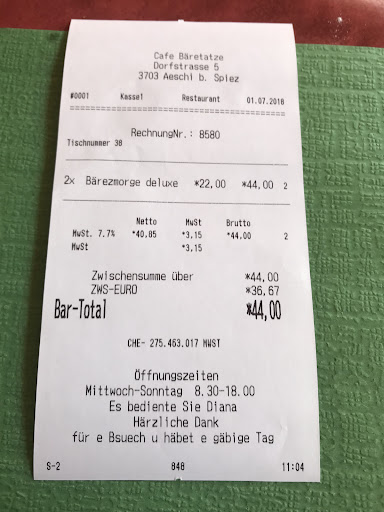 Cafe Bäretatze
Dorfstrasse 5
3703 Aeschi b. Spiez
#0001 Kasse1 Restaurant 01.07.2018
RechnungNr.: 8580
Tischnummer 38
2x Bärezmorge deluxe *22,00 *44,00 2
Netto MwSt Brutto
MwSt. 7.7% *40,85 *3,15 *44,00 2
MwSt *3,15
Zwischensumme über *44,00
ZWS-EURO *36,67
Bar-Total *44,00
CHE- 275.463.017 MWST
Öffnungszeiten
Mittwoch-Sonntag 8.30-18.00
Es bediente Sie Diana
Härzliche Dank
für e Bsuech u häbet e gäbige Tag
S-2 848 11:04